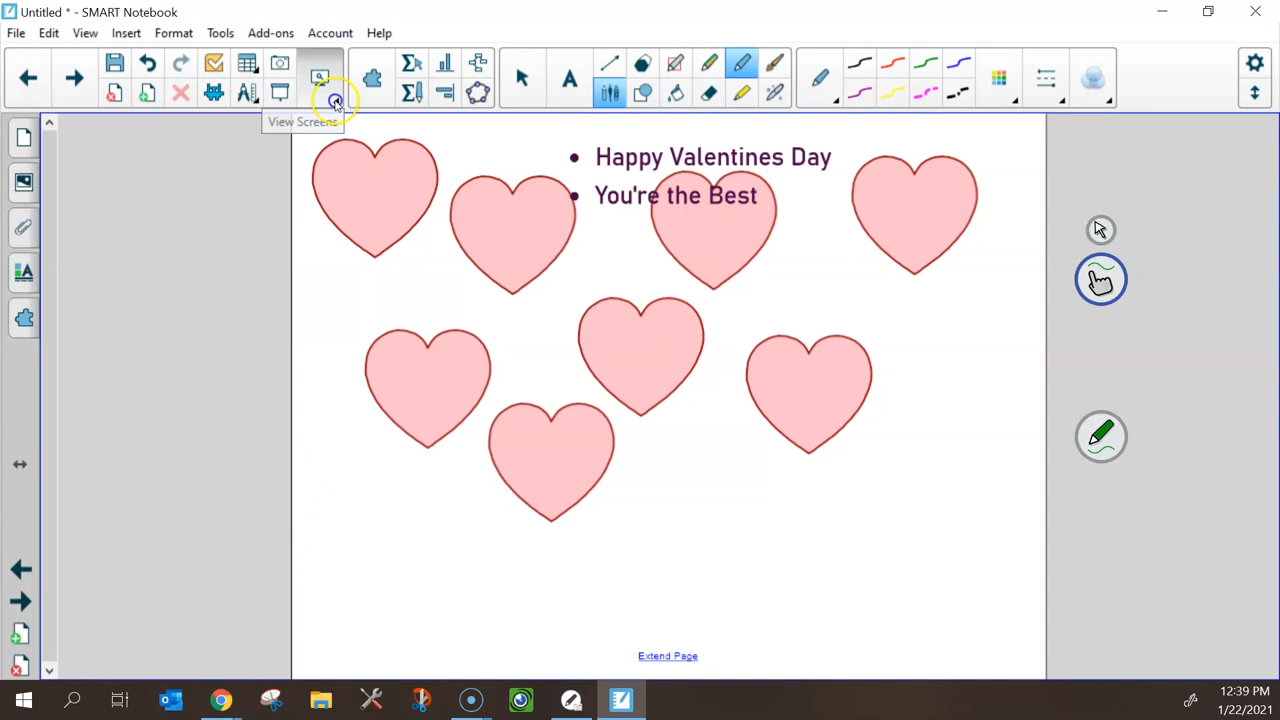 Untitled * - SMART Notebook
File Edit View Insert Format Tools Add-ons Account Help
View Screens
• Happy Valentines Day
• You're the Best
Extend Page
12:39 PM
1/22/2021